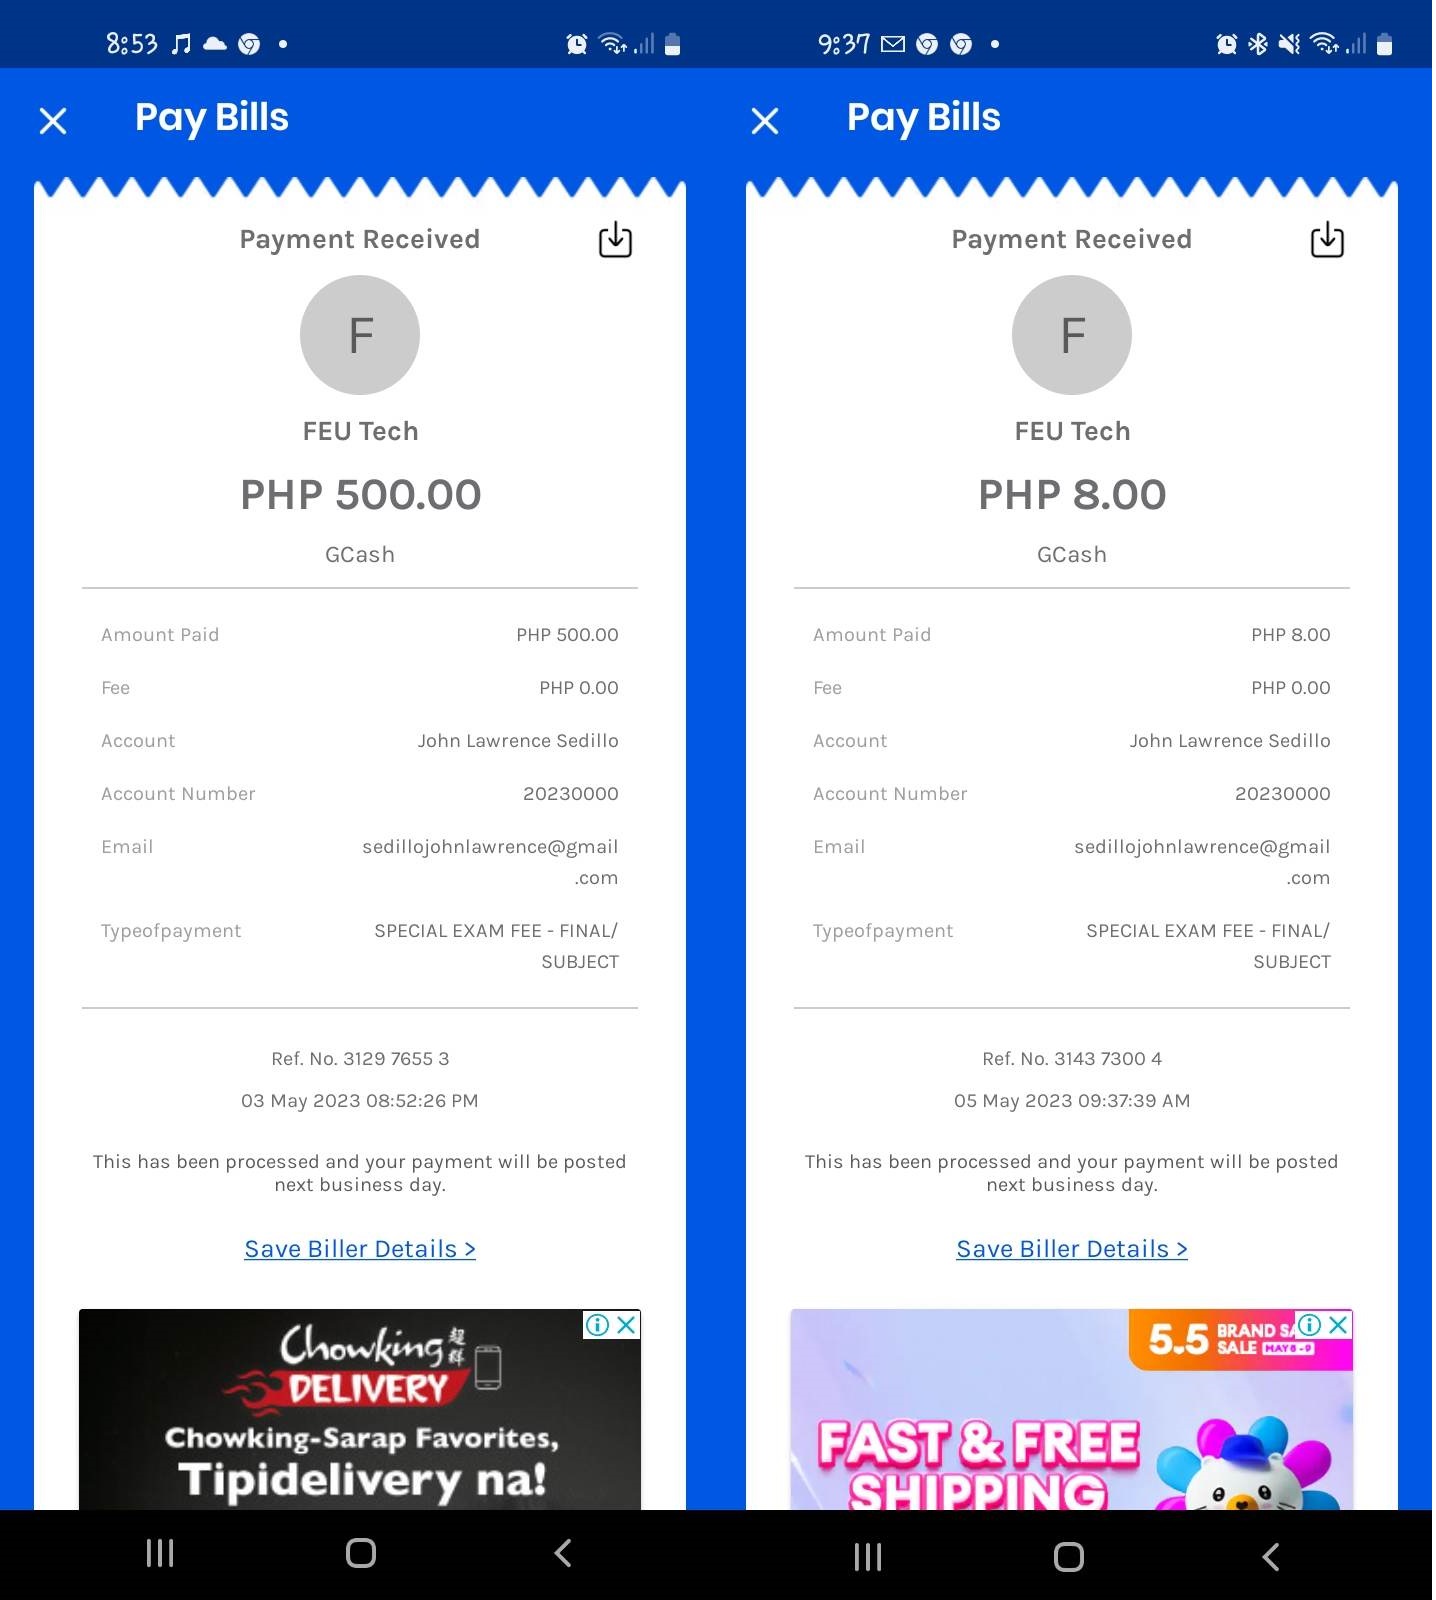 8:53
Pay Bills
Payment Received
F
FEU Tech
PHP 500.00
GCash
Amount Paid PHP 500.00
Fee PHP 0.00
Account John Lawrence Sedillo
Account Number 20230000
Email sedillojohnlawrence@gmail
.com
Typeofpayment SPECIAL EXAM FEE - FINAL/
SUBJECT
Ref. No. 3129 7655 3
03 May 2023 08:52:26 PM
This has been processed and your payment will be posted
next business day.
Save Biller Details >
Chowking 超群
DELIVERY
Chowking-Sarap Favorites,
Tipidelivery na!
9:37
Pay Bills
Payment Received
F
FEU Tech
PHP 8.00
GCash
Amount Paid PHP 8.00
Fee PHP 0.00
Account John Lawrence Sedillo
Account Number 20230000
Email sedillojohnlawrence@gmail
.com
Typeofpayment SPECIAL EXAM FEE - FINAL/
SUBJECT
Ref. No. 3143 7300 4
05 May 2023 09:37:39 AM
This has been processed and your payment will be posted
next business day.
Save Biller Details >
5.5 BRAND
SALE
FAST & FREE
SHIPPING